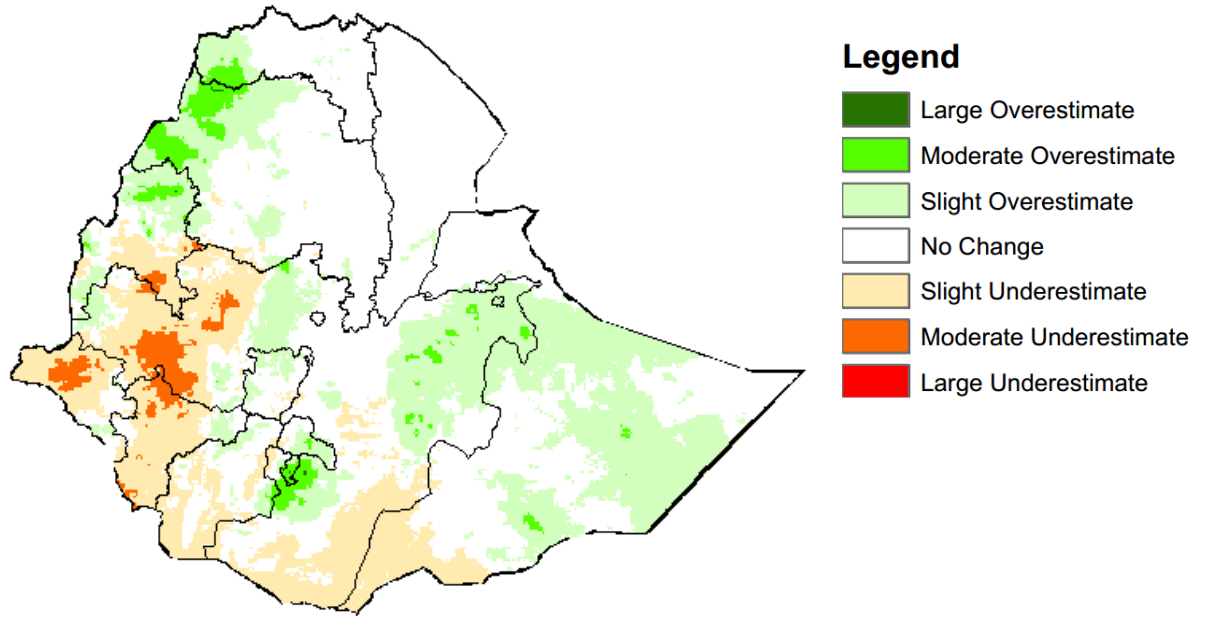 Legend
Large Overestimate
Moderate Overestimate
Slight Overestimate
No Change
Slight Underestimate
Moderate Underestimate
Large Underestimate